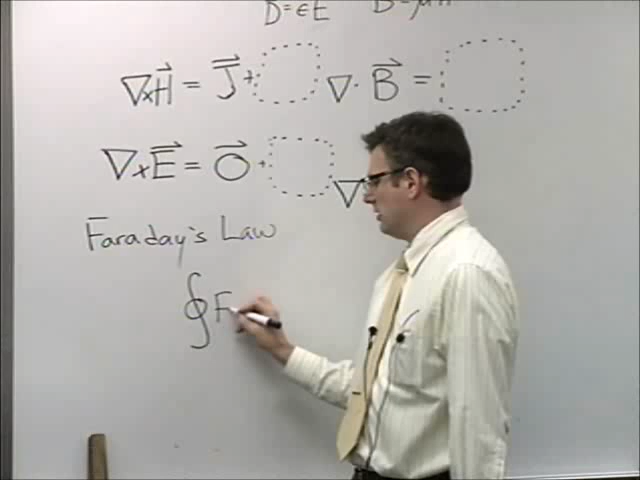 D=εE B=μH
∇×H = J + ∇· B =
∇×E = 0 + ∇
Faraday's Law
∮ F